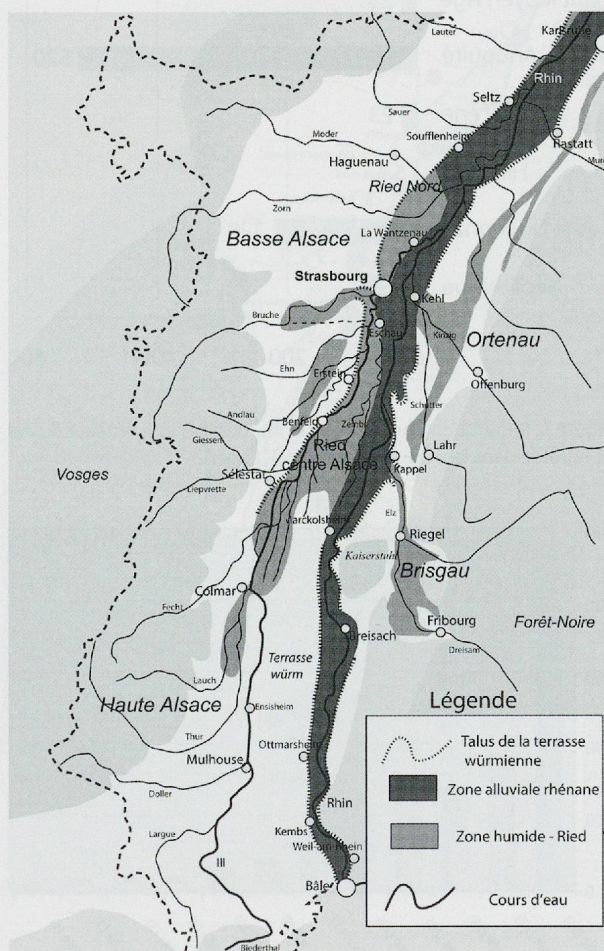 Lauter
Karlsruhe
Rhin
Seltz
Sauer
Soufflenheim
Rastatt
Moder
Haguenau
Ried Nord
Zorn
La Wantzenau
Basse Alsace
Strasbourg
Kehl
Bruche
Eschau
Kinzig
Ortenau
Ehn
Erstein
Offenburg
Andlau
Schutter
Benfeld
Zembs
Giessen
Ried
centre Alsace
Lahr
Vosges
Sélestat
Kappel
Liepvrette
Marckolsheim
Elz
Riegel
Kaiserstuhl
Brisgau
Colmar
Fecht
Fribourg
Forêt-Noire
Breisach
Dreisam
Terrasse
würm
Lauch
Haute Alsace
Ensisheim
Thur
Ottmarsheim
Mulhouse
Doller
Rhin
Largue
Kembs
Weil-am-Rhein
Ill
Bâle
Biederthal
Légende
Talus de la terrasse
würmienne
Zone alluviale rhénane
Zone humide - Ried
Cours d'eau